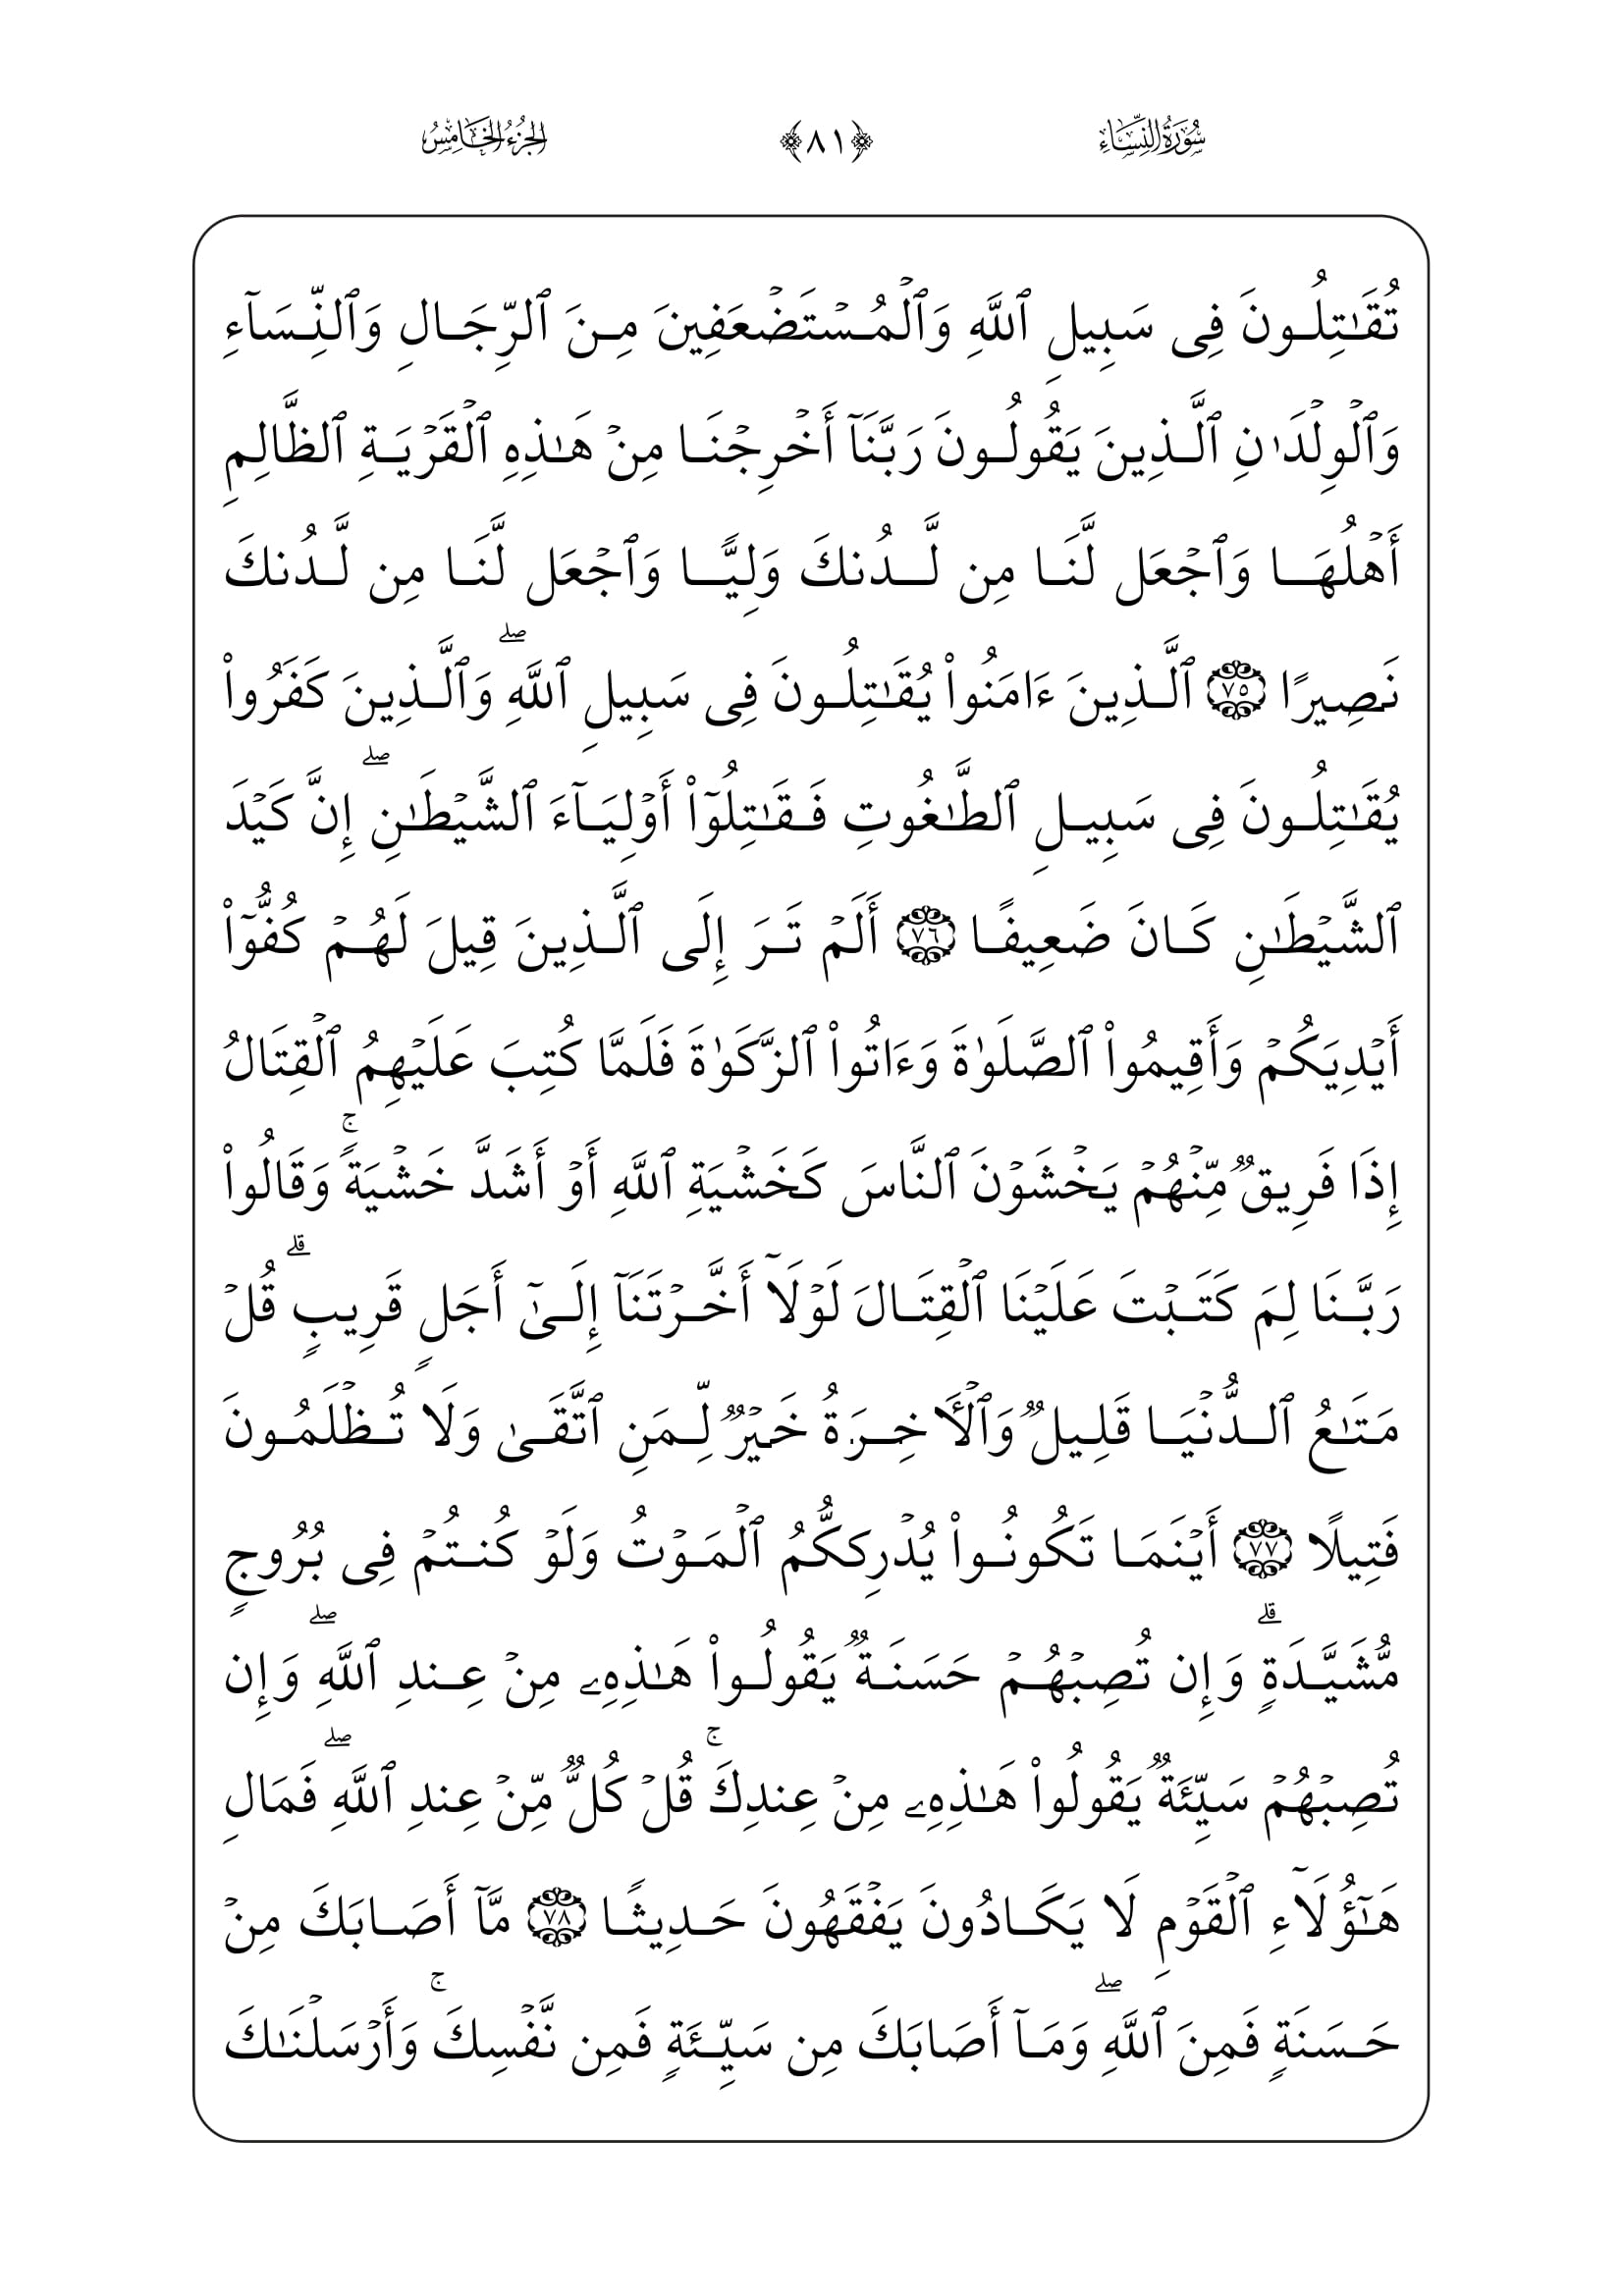 سُورَةُ النِّسَاءِ ﴿٨١﴾ الجُزْءُ الخَامِسُ
تُقَـٰتِلُونَ فِى سَبِيلِ ٱللَّهِ وَٱلْمُسْتَضْعَفِينَ مِنَ ٱلرِّجَالِ وَٱلنِّسَآءِ
وَٱلْوِلْدَٰنِ ٱلَّذِينَ يَقُولُونَ رَبَّنَآ أَخْرِجْنَا مِنْ هَـٰذِهِ ٱلْقَرْيَةِ ٱلظَّالِمِ
أَهْلُهَا وَٱجْعَل لَّنَا مِن لَّدُنكَ وَلِيًّا وَٱجْعَل لَّنَا مِن لَّدُنكَ
نَصِيرًا ٧٥ ٱلَّذِينَ ءَامَنُوا۟ يُقَـٰتِلُونَ فِى سَبِيلِ ٱللَّهِ ۖ وَٱلَّذِينَ كَفَرُوا۟
يُقَـٰتِلُونَ فِى سَبِيلِ ٱلطَّـٰغُوتِ فَقَـٰتِلُوٓا۟ أَوْلِيَآءَ ٱلشَّيْطَـٰنِ ۖ إِنَّ كَيْدَ
ٱلشَّيْطَـٰنِ كَانَ ضَعِيفًا ٧٦ أَلَمْ تَرَ إِلَى ٱلَّذِينَ قِيلَ لَهُمْ كُفُّوٓا۟
أَيْدِيَكُمْ وَأَقِيمُوا۟ ٱلصَّلَوٰةَ وَءَاتُوا۟ ٱلزَّكَوٰةَ فَلَمَّا كُتِبَ عَلَيْهِمُ ٱلْقِتَالُ
إِذَا فَرِيقٌ مِّنْهُمْ يَخْشَوْنَ ٱلنَّاسَ كَخَشْيَةِ ٱللَّهِ أَوْ أَشَدَّ خَشْيَةً ۚ وَقَالُوا۟
رَبَّنَا لِمَ كَتَبْتَ عَلَيْنَا ٱلْقِتَالَ لَوْلَآ أَخَّرْتَنَآ إِلَىٰٓ أَجَلٍ قَرِيبٍ ۗ قُلْ
مَتَـٰعُ ٱلدُّنْيَا قَلِيلٌ وَٱلْـَٔاخِرَةُ خَيْرٌ لِّمَنِ ٱتَّقَىٰ وَلَا تُظْلَمُونَ
فَتِيلًا ٧٧ أَيْنَمَا تَكُونُوا۟ يُدْرِككُّمُ ٱلْمَوْتُ وَلَوْ كُنتُمْ فِى بُرُوجٍ
مُّشَيَّدَةٍ ۗ وَإِن تُصِبْهُمْ حَسَنَةٌ يَقُولُوا۟ هَـٰذِهِۦ مِنْ عِندِ ٱللَّهِ ۖ وَإِن
تُصِبْهُمْ سَيِّئَةٌ يَقُولُوا۟ هَـٰذِهِۦ مِنْ عِندِكَ ۚ قُلْ كُلٌّ مِّنْ عِندِ ٱللَّهِ ۖ فَمَالِ
هَـٰٓؤُلَآءِ ٱلْقَوْمِ لَا يَكَادُونَ يَفْقَهُونَ حَدِيثًا ٧٨ مَّآ أَصَابَكَ مِنْ
حَسَنَةٍ فَمِنَ ٱللَّهِ ۖ وَمَآ أَصَابَكَ مِن سَيِّئَةٍ فَمِن نَّفْسِكَ ۚ وَأَرْسَلْنَـٰكَ